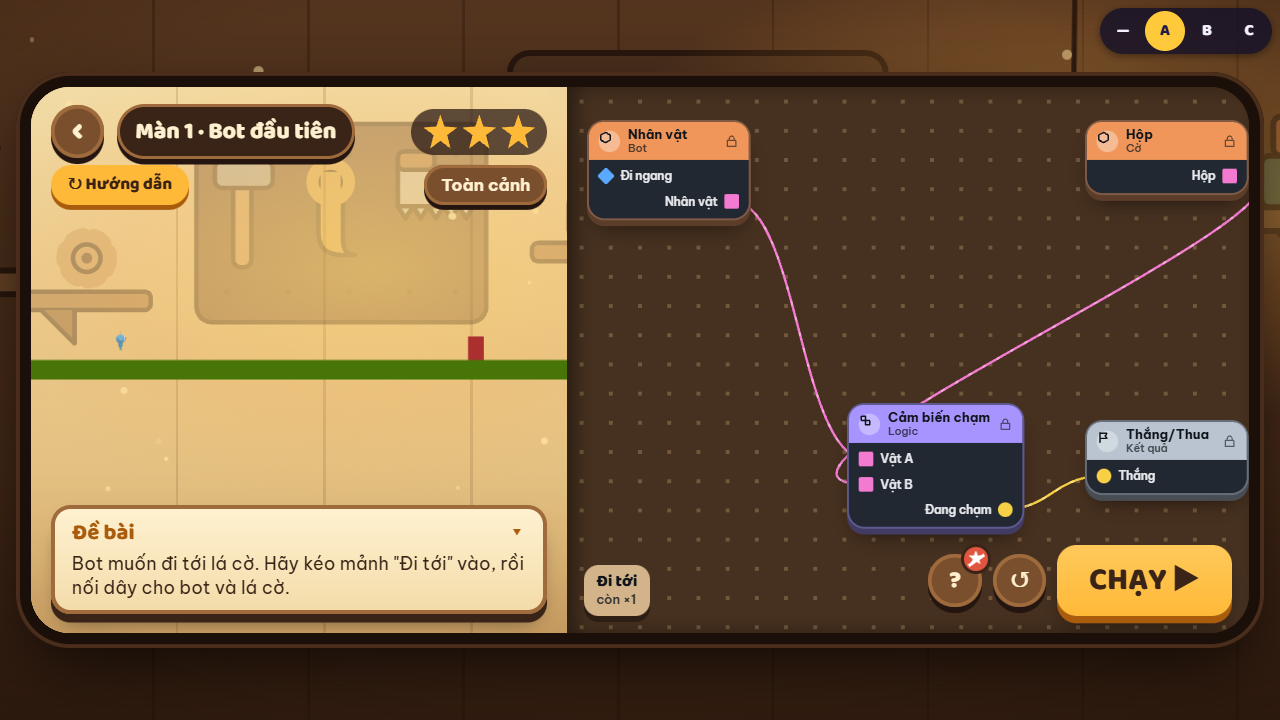 — A B C
Màn 1 · Bot đầu tiên
↻ Hướng dẫn
Toàn cảnh
Nhân vật
Bot
Đi ngang
Nhân vật
Hộp
Cờ
Hộp
Cảm biến chạm
Logic
Vật A
Vật B
Đang chạm
Thắng/Thua
Kết quả
Thắng
Đề bài
Bot muốn đi tới lá cờ. Hãy kéo mảnh "Đi tới" vào, rồi
nối dây cho bot và lá cờ.
Đi tới
còn ×1
?
CHẠY